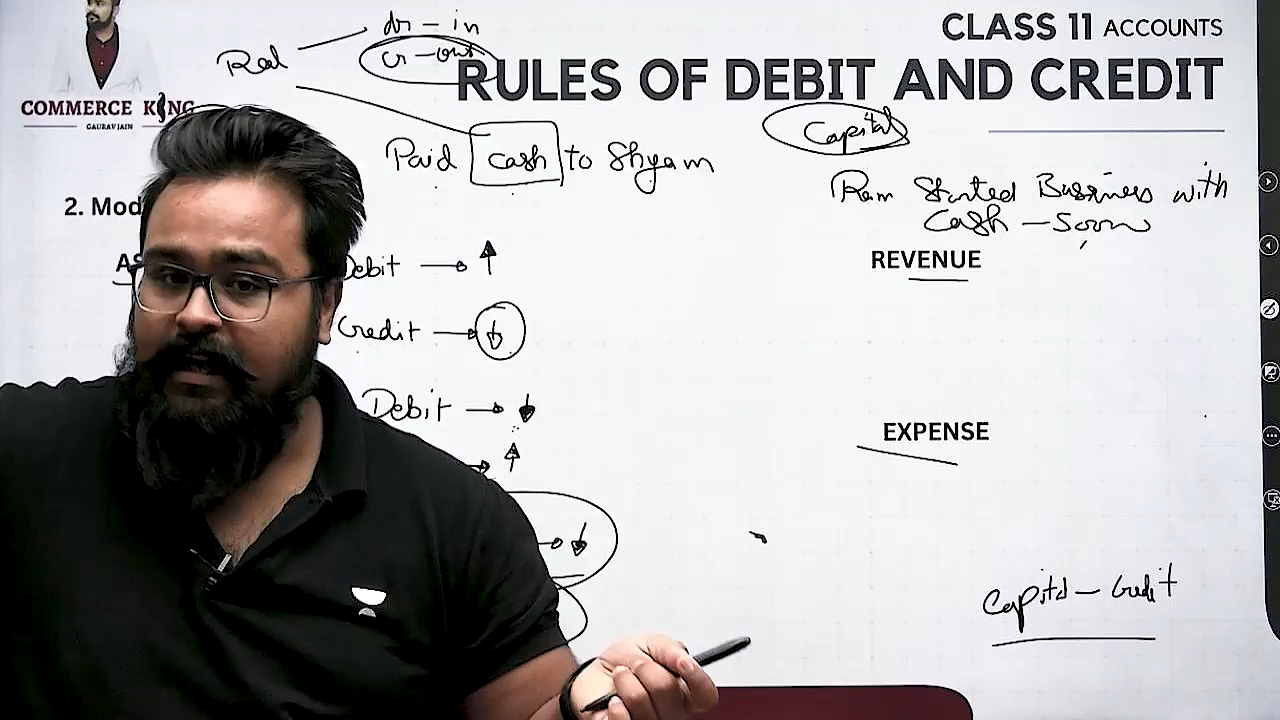 CLASS 11 ACCOUNTS
RULES OF DEBIT AND CREDIT
COMMERCE KING
GAURAV JAIN
Real
dr - in
cr - out
Paid cash to Shyam
Capital
Ram Started Business with
Cash -
2. Mod
AS
Debit →
Credit →
Debit →
REVENUE
EXPENSE
Capital - Credit